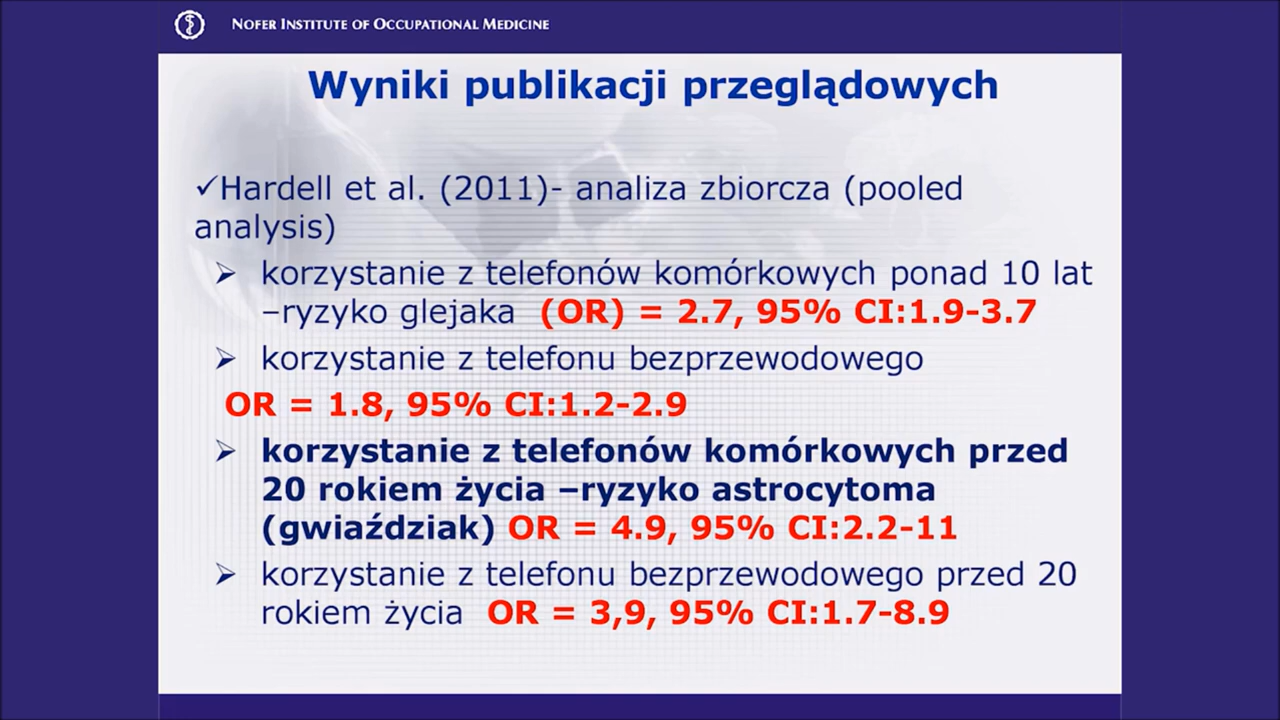 NOFER INSTITUTE OF OCCUPATIONAL MEDICINE
Wyniki publikacji przeglądowych
✓Hardell et al. (2011)- analiza zbiorcza (pooled
analysis)
➢ korzystanie z telefonów komórkowych ponad 10 lat
–ryzyko glejaka (OR) = 2.7, 95% CI:1.9-3.7
➢ korzystanie z telefonu bezprzewodowego
OR = 1.8, 95% CI:1.2-2.9
➢ korzystanie z telefonów komórkowych przed
20 rokiem życia –ryzyko astrocytoma
(gwiaździak) OR = 4.9, 95% CI:2.2-11
➢ korzystanie z telefonu bezprzewodowego przed 20
rokiem życia OR = 3,9, 95% CI:1.7-8.9